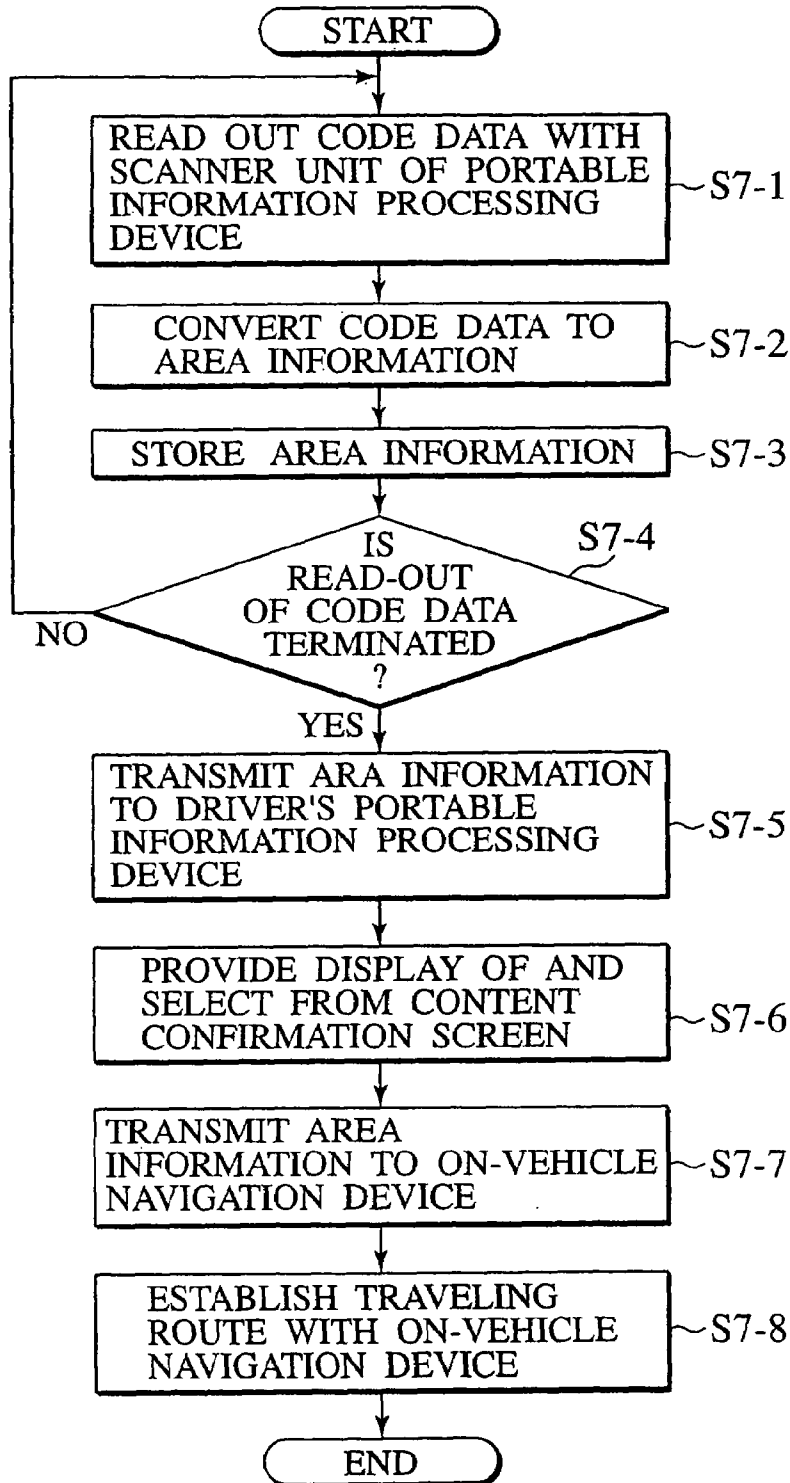 START
READ OUT CODE DATA WITH
SCANNER UNIT OF PORTABLE
INFORMATION PROCESSING
DEVICE
S7-1
CONVERT CODE DATA TO
AREA INFORMATION
S7-2
STORE AREA INFORMATION
S7-3
IS
READ-OUT
OF CODE DATA
TERMINATED
?
S7-4
NO
YES
TRANSMIT ARA INFORMATION
TO DRIVER'S PORTABLE
INFORMATION PROCESSING
DEVICE
S7-5
PROVIDE DISPLAY OF AND
SELECT FROM CONTENT
CONFIRMATION SCREEN
S7-6
TRANSMIT AREA
INFORMATION TO ON-VEHICLE
NAVIGATION DEVICE
S7-7
ESTABLISH TRAVELING
ROUTE WITH ON-VEHICLE
NAVIGATION DEVICE
S7-8
END